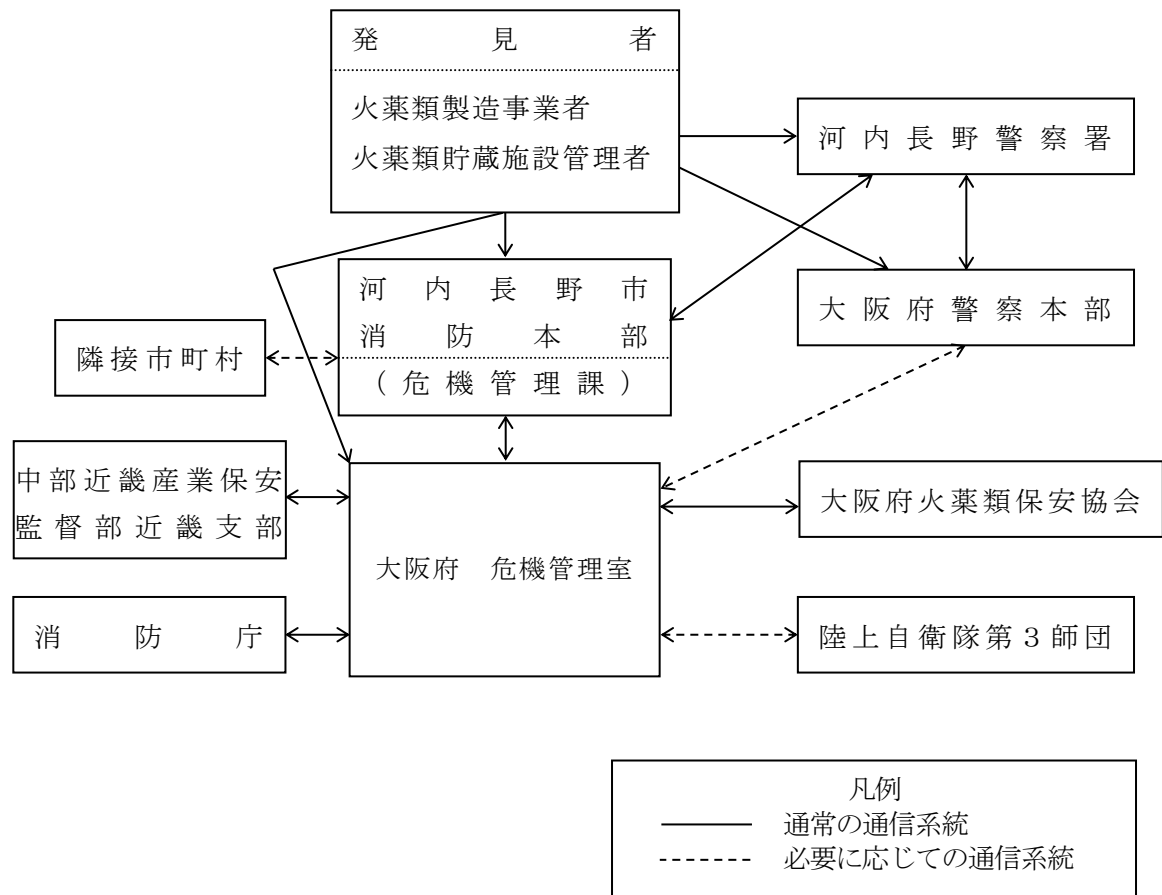 発見者
火薬類製造事業者
火薬類貯蔵施設管理者
河内長野警察署
河内長野市
消防本部
(危機管理課)
大阪府警察本部
隣接市町村
中部近畿産業保安
監督部近畿支部
大阪府 危機管理室
大阪府火薬類保安協会
消防庁
陸上自衛隊第3師団
凡例
通常の通信系統
必要に応じての通信系統